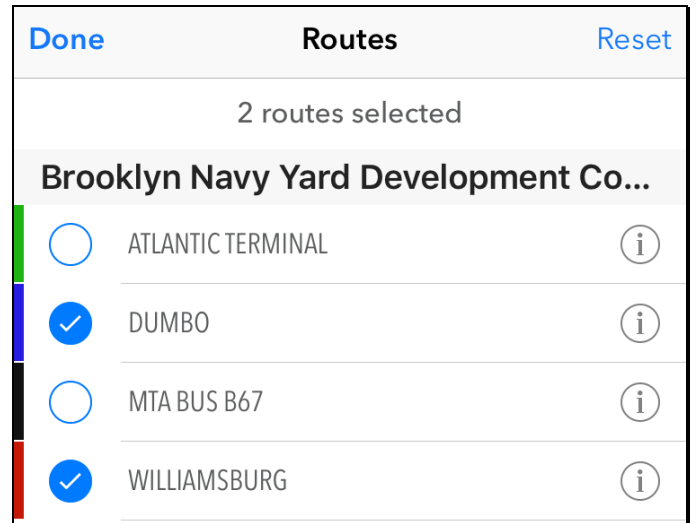 Done Routes Reset
2 routes selected
Brooklyn Navy Yard Development Co...
ATLANTIC TERMINAL i
DUMBO i
MTA BUS B67 i
WILLIAMSBURG i